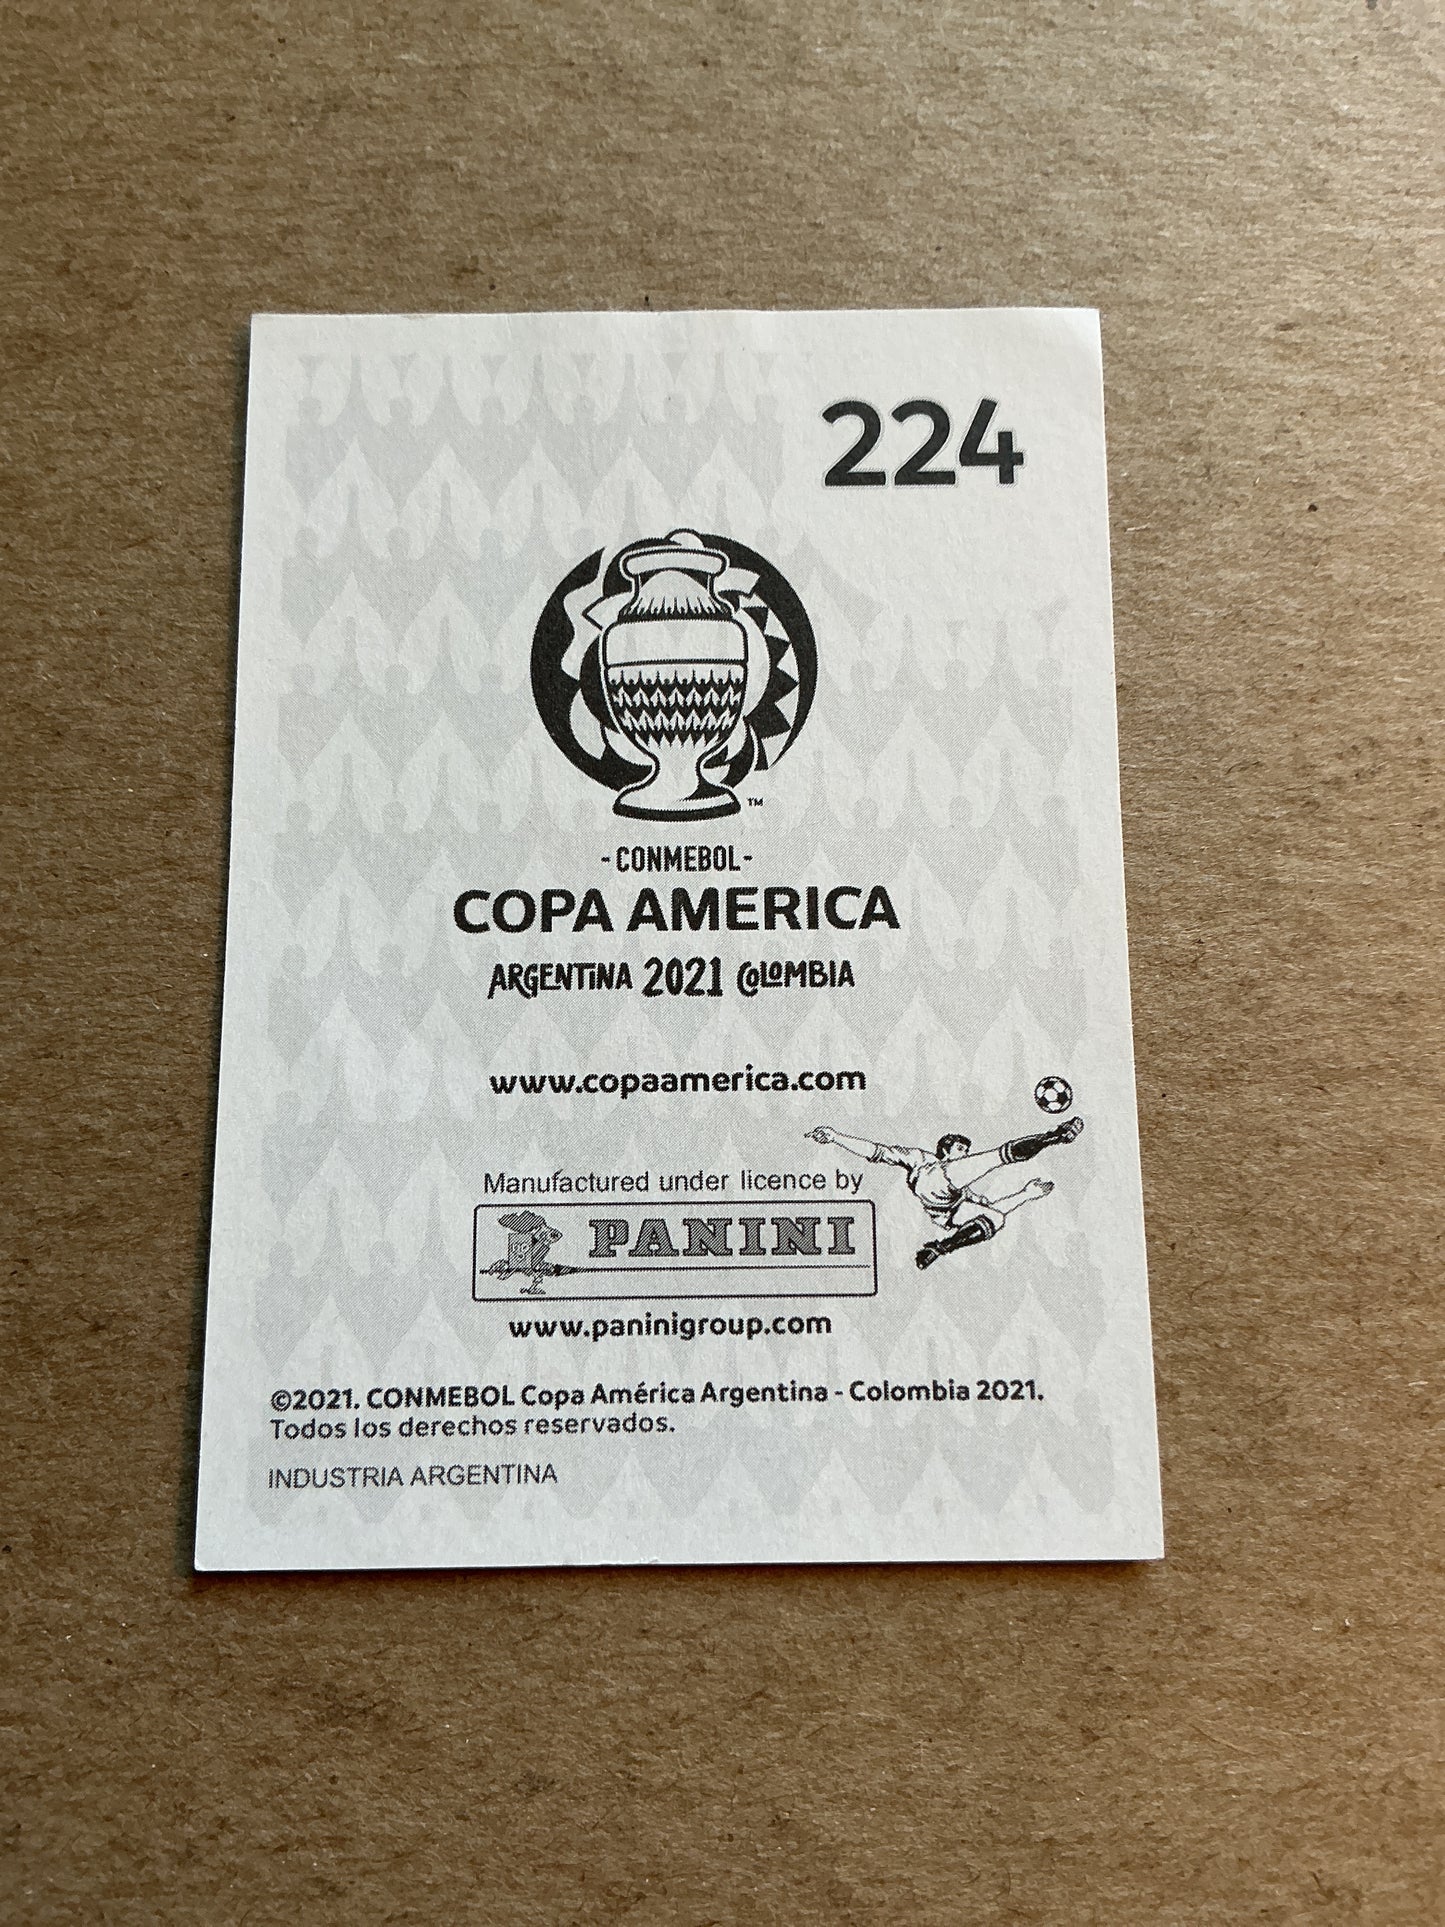 224
TM
- CONMEBOL -
COPA AMERICA
ARGENTINA 2021 COLOMBIA
www.copaamerica.com
Manufactured under licence by
PANINI
www.paninigroup.com
©2021. CONMEBOL Copa América Argentina - Colombia 2021.
Todos los derechos reservados.
INDUSTRIA ARGENTINA